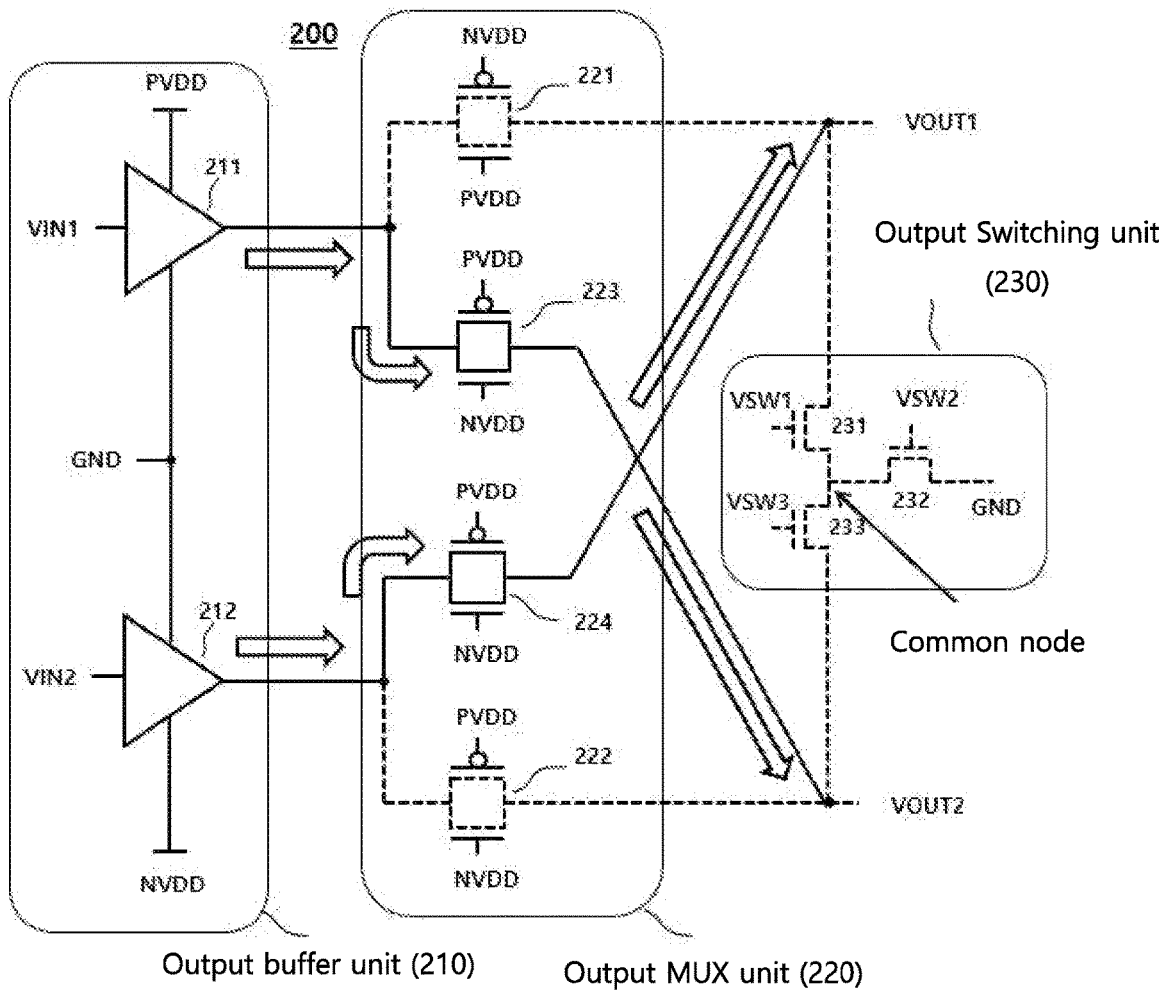 200
PVDD
211
VIN1
GND
212
VIN2
NVDD
Output buffer unit (210)
NVDD
221
PVDD
PVDD
223
NVDD
PVDD
224
NVDD
PVDD
222
NVDD
Output MUX unit (220)
VOUT1
Output Switching unit
(230)
VSW1
231
VSW2
232
GND
VSW3
233
Common node
VOUT2